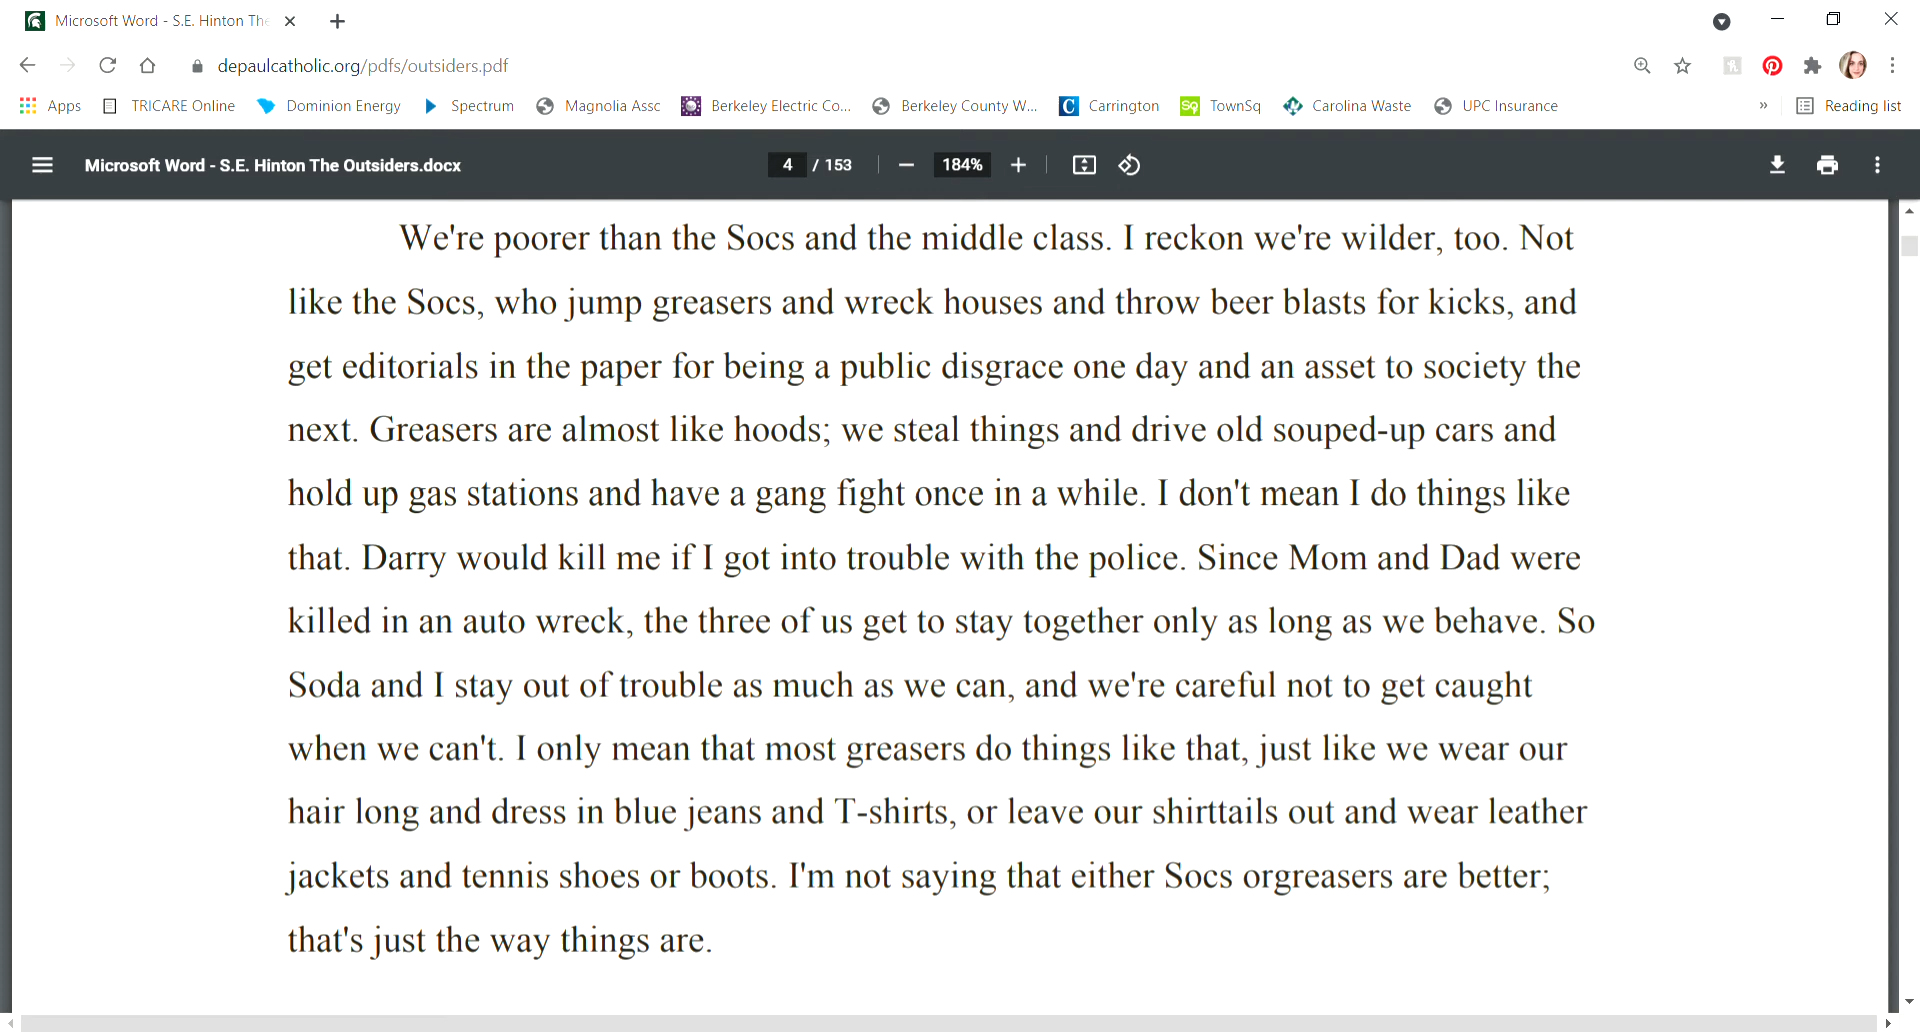 Microsoft Word - S.E. Hinton The
depaulcatholic.org/pdfs/outsiders.pdf
Apps TRICARE Online Dominion Energy Spectrum Magnolia Assc Berkeley Electric Co... Berkeley County W... Carrington TownSq Carolina Waste UPC Insurance » Reading list
Microsoft Word - S.E. Hinton The Outsiders.docx 4 / 153 184%
We're poorer than the Socs and the middle class. I reckon we're wilder, too. Not
like the Socs, who jump greasers and wreck houses and throw beer blasts for kicks, and
get editorials in the paper for being a public disgrace one day and an asset to society the
next. Greasers are almost like hoods; we steal things and drive old souped-up cars and
hold up gas stations and have a gang fight once in a while. I don't mean I do things like
that. Darry would kill me if I got into trouble with the police. Since Mom and Dad were
killed in an auto wreck, the three of us get to stay together only as long as we behave. So
Soda and I stay out of trouble as much as we can, and we're careful not to get caught
when we can't. I only mean that most greasers do things like that, just like we wear our
hair long and dress in blue jeans and T-shirts, or leave our shirttails out and wear leather
jackets and tennis shoes or boots. I'm not saying that either Socs orgreasers are better;
that's just the way things are.